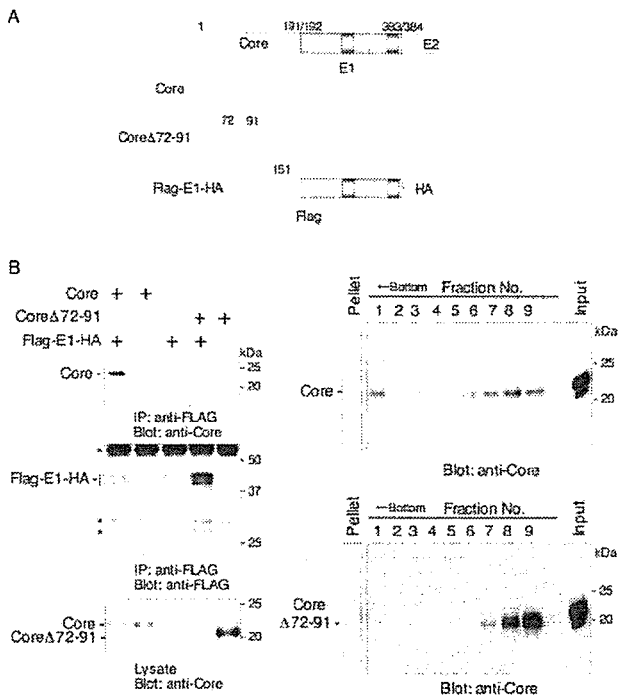 A
1 191/192 383/384
Core E2
E1
Core
72 91
CoreΔ72-91
151
Flag-E1-HA HA
Flag
B
Core + +
CoreΔ72-91 + +
Flag-E1-HA + + +
kDa
Core - 25
20
IP: anti-FLAG
Blot: anti-Core
50
Flag-E1-HA
37
25
IP: anti-FLAG
Blot: anti-FLAG
Core 25
CoreΔ72-91 20
Lysate
Blot: anti-Core
Pellet ←Bottom Fraction No. Input
1 2 3 4 5 6 7 8 9
kDa
25
Core - 20
Blot: anti-Core
Pellet ←Bottom Fraction No. Input
1 2 3 4 5 6 7 8 9
kDa
25
Core
Δ72-91 - 20
Blot: anti-Core